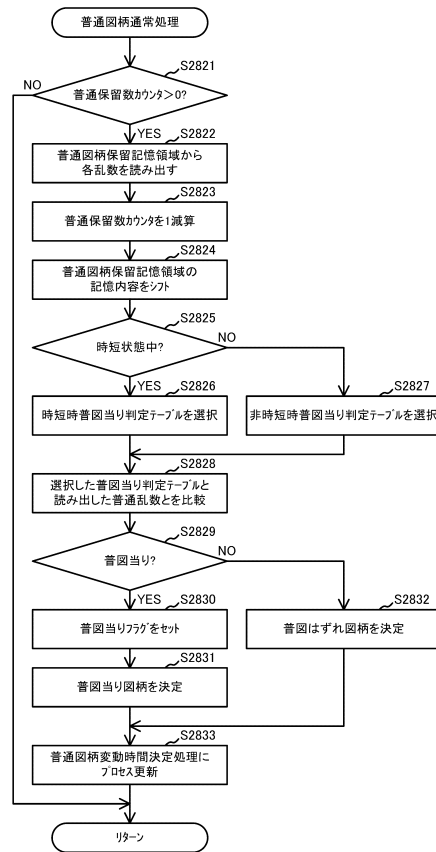 普通図柄通常処理
S2821
NO
普通保留数カウンタ>0?
YES
S2822
普通図柄保留記憶領域から
各乱数を読み出す
S2823
普通保留数カウンタを1減算
S2824
普通図柄保留記憶領域の
記憶内容をシフト
S2825
時短状態中?
NO
YES
S2826
時短時普図当り判定テーブルを選択
S2827
非時短時普図当り判定テーブルを選択
S2828
選択した普図当り判定テーブルと
読み出した普通乱数とを比較
S2829
普図当り?
NO
YES
S2830
普図当りフラグをセット
S2832
普図はずれ図柄を決定
S2831
普図当り図柄を決定
S2833
普通図柄変動時間決定処理に
プロセス更新
リターン